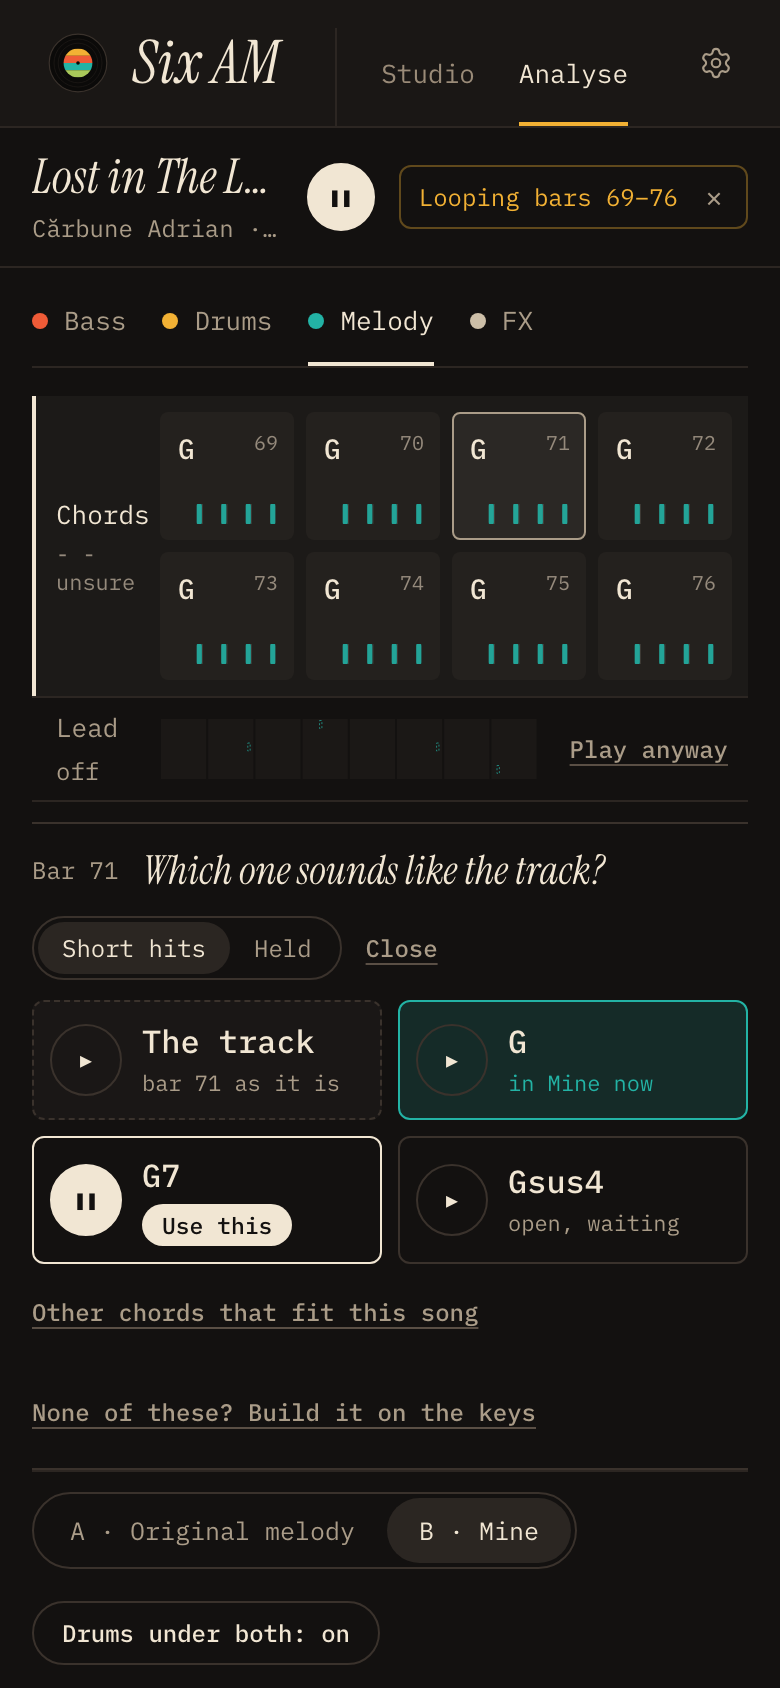 Six AM
Studio
Analyse
Lost in The L...
Cărbune Adrian ·…
Looping bars 69–76 ×
Bass
Drums
Melody
FX
Chords
- -
unsure
G 69
G 70
G 71
G 72
G 73
G 74
G 75
G 76
Lead
off
Play anyway
Bar 71
Which one sounds like the track?
Short hits
Held
Close
The track
bar 71 as it is
G
in Mine now
G7
Use this
Gsus4
open, waiting
Other chords that fit this song
None of these? Build it on the keys
A · Original melody
B · Mine
Drums under both: on